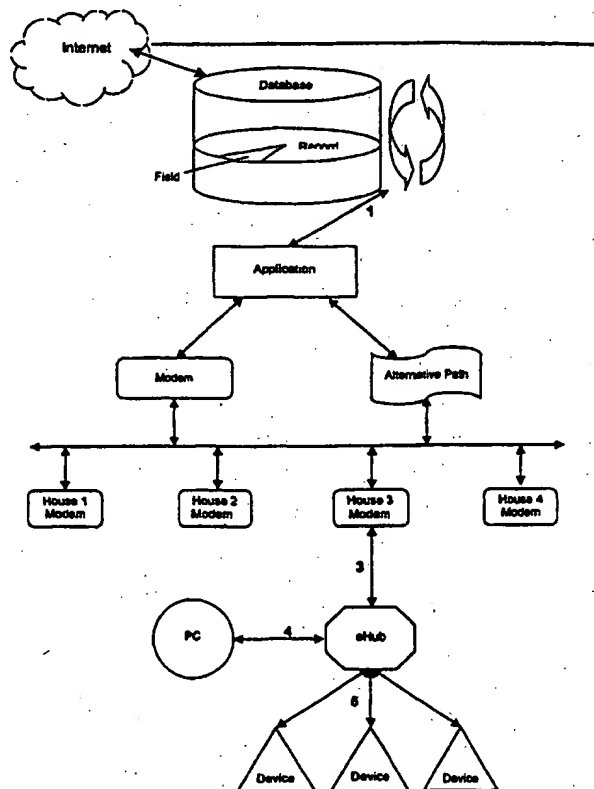 Internet
Database
Record
Field
1
Application
Modem
Alternative Path
House 1
Modem
House 2
Modem
House 3
Modem
House 4
Modem
3
PC
4
eHub
5
Device
Device
Device